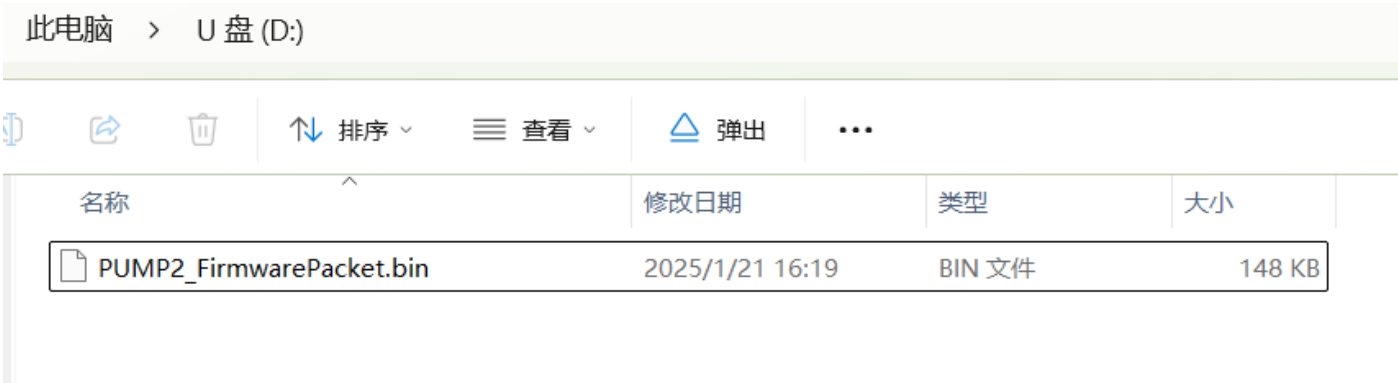 此电脑 > U 盘 (D:)
排序 查看 弹出 •••
名称 修改日期 类型 大小
PUMP2_FirmwarePacket.bin 2025/1/21 16:19 BIN 文件 148 KB